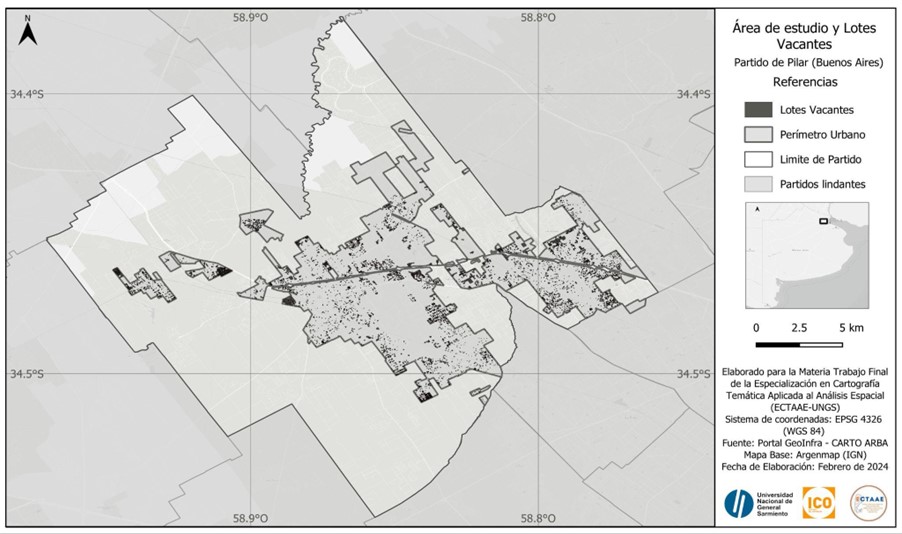 N
58.9°O
58.8°O
34.4°S
34.4°S
34.5°S
34.5°S
58.9°O
58.8°O
Área de estudio y Lotes
Vacantes
Partido de Pilar (Buenos Aires)
Referencias
Lotes Vacantes
Perímetro Urbano
Limite de Partido
Partidos lindantes
0
2.5
5 km
Elaborado para la Materia Trabajo Final
de la Especialización en Cartografía
Temática Aplicada al Análisis Espacial
(ECTAAE-UNGS)
Sistema de coordenadas: EPSG 4326
(WGS 84)
Fuente: Portal GeoInfra - CARTO ARBA
Mapa Base: Argenmap (IGN)
Fecha de Elaboración: Febrero de 2024
Universidad
Nacional de
General
Sarmiento
ICO
ECTAAE